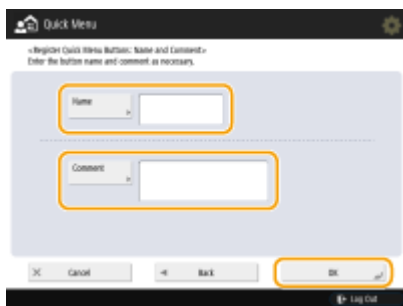 Quick Menu
<Register Quick Menu Buttons: Name and Comment>
Enter the button name and comment as necessary.
Name
Comment
Cancel
Back
OK
Log Out